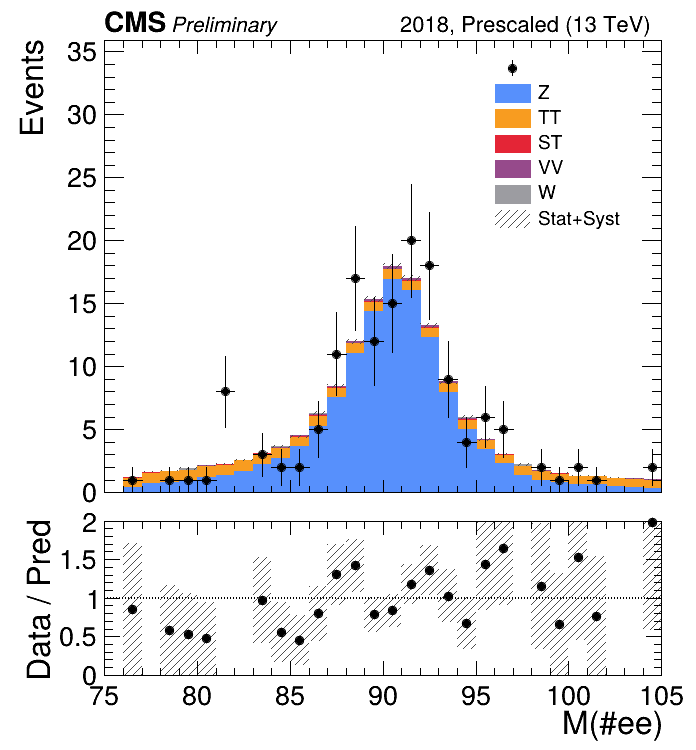 CMS Preliminary 2018, Prescaled (13 TeV)
Events
35
30
25
20
15
10
5
0
Z
TT
ST
VV
W
Stat+Syst
Data / Pred
2
1.5
1
0.5
0
75 80 85 90 95 100 105
M(#ee)